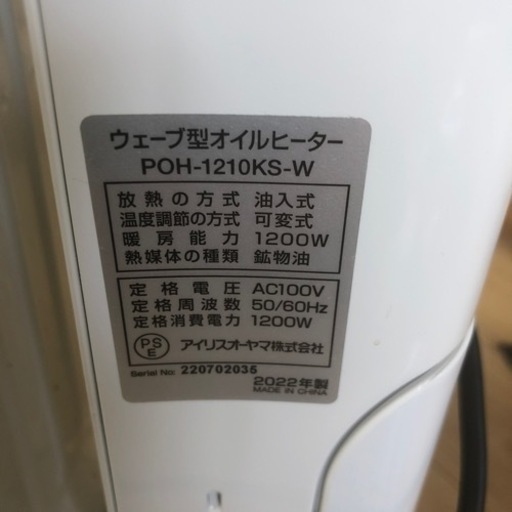 ウェーブ型オイルヒーター
POH-1210KS-W
放熱の方式 油入式
温度調節の方式 可変式
暖房能力 1200W
熱媒体の種類 鉱物油
定格電圧 AC100V
定格周波数 50/60Hz
定格消費電力 1200W
PSE アイリスオーヤマ株式会社
Serial No: 220702035
2022年製
MADE IN CHINA